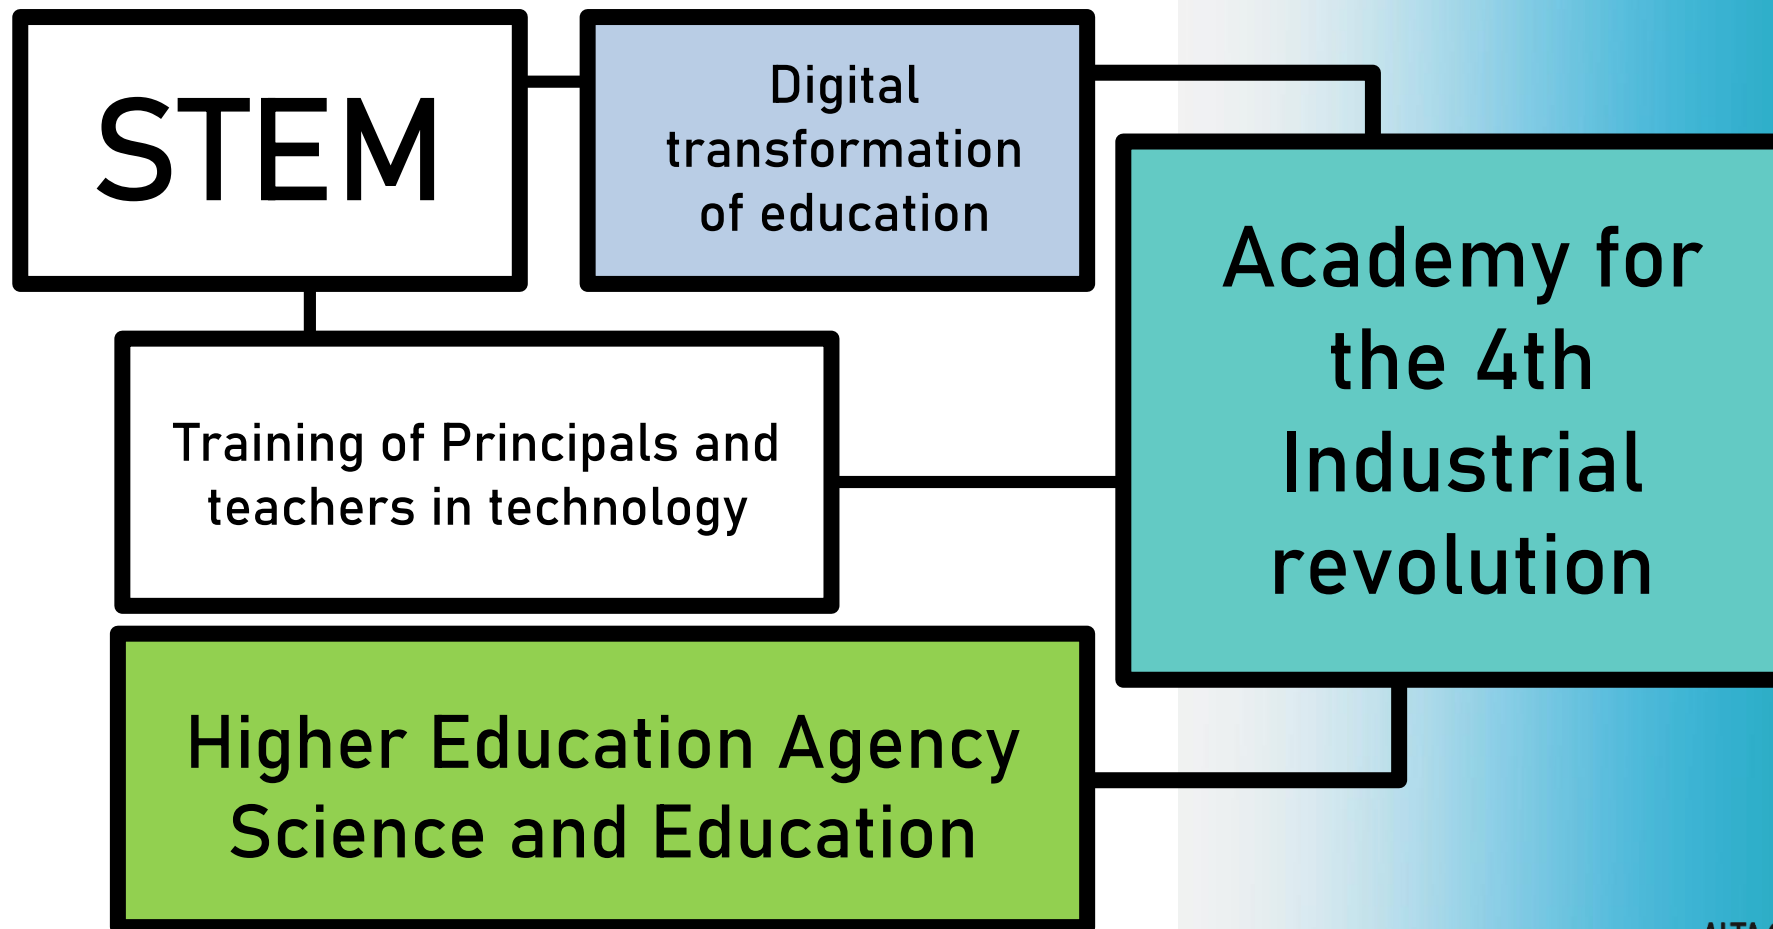 STEM
Digital
transformation
of education
Academy for
the 4th
Industrial
revolution
Training of Principals and
teachers in technology
Higher Education Agency
Science and Education